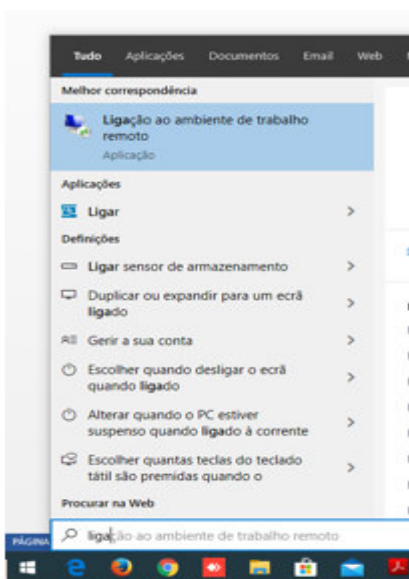 Tudo Aplicações Documentos Email Web
Melhor correspondência
Ligação ao ambiente de trabalho
remoto
Aplicação
Aplicações
Ligar
Definições
Ligar sensor de armazenamento
Duplicar ou expandir para um ecrã
ligado
Gerir a sua conta
Escolher quando desligar o ecrã
quando ligado
Alterar quando o PC estiver
suspenso quando ligado à corrente
Escolher quantas teclas do teclado
tátil são premidas quando o
Procurar na Web
PÁGINA
ligação ao ambiente de trabalho remoto